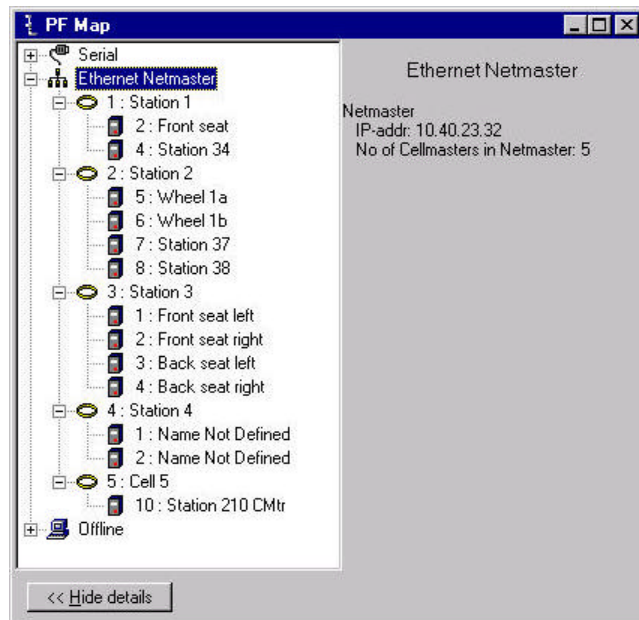 PF Map
Serial
Ethernet Netmaster
1 : Station 1
2 : Front seat
4 : Station 34
2 : Station 2
5 : Wheel 1a
6 : Wheel 1b
7 : Station 37
8 : Station 38
3 : Station 3
1 : Front seat left
2 : Front seat right
3 : Back seat left
4 : Back seat right
4 : Station 4
1 : Name Not Defined
2 : Name Not Defined
5 : Cell 5
10 : Station 210 CMtr
Offline
Ethernet Netmaster
Netmaster
IP-addr: 10.40.23.32
No of Cellmasters in Netmaster: 5
<< Hide details